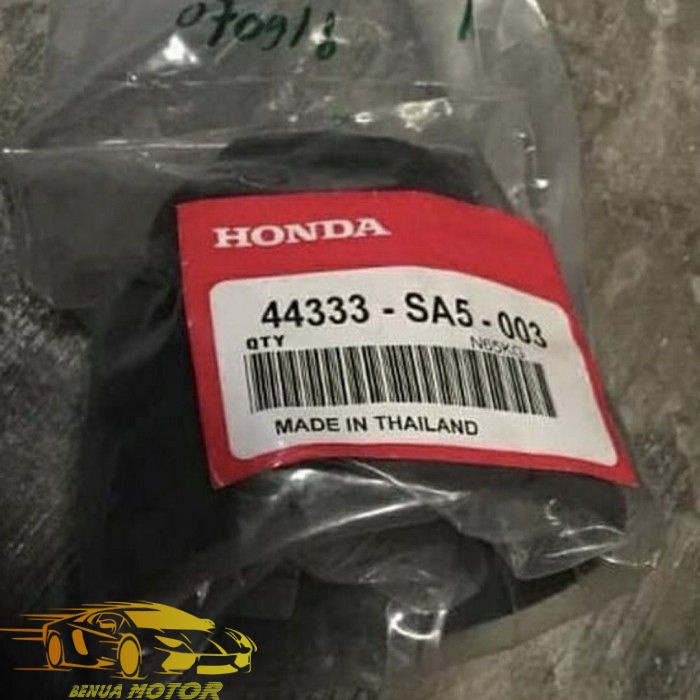 070918
HONDA
44333 - SA5 - 003
QTY
N65KG
MADE IN THAILAND
BENUA MOTOR